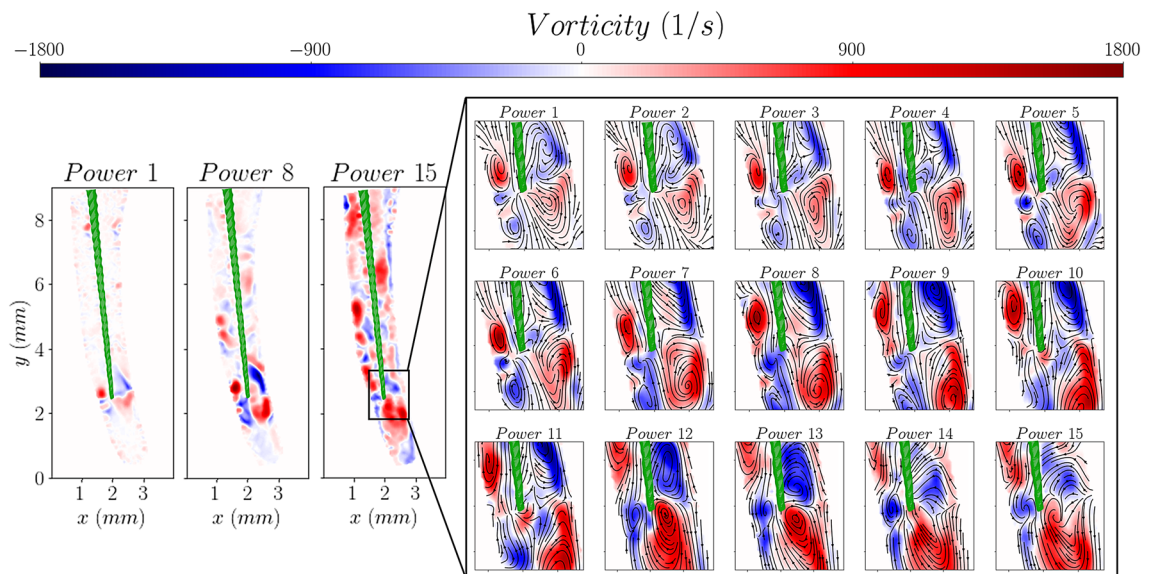 Vorticity (1/s)
−1800 −900 0 900 1800
Power 1 Power 2 Power 3 Power 4 Power 5
Power 1 Power 8 Power 15
8
6
4
2
0
y (mm)
1 2 3 1 2 3 1 2 3
x (mm) x (mm) x (mm)
Power 6 Power 7 Power 8 Power 9 Power 10
Power 11 Power 12 Power 13 Power 14 Power 15